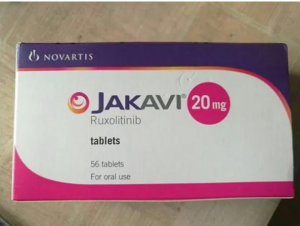 NOVARTIS
JAKAVI® 20 mg
Ruxolitinib
tablets
56 tablets
For oral use